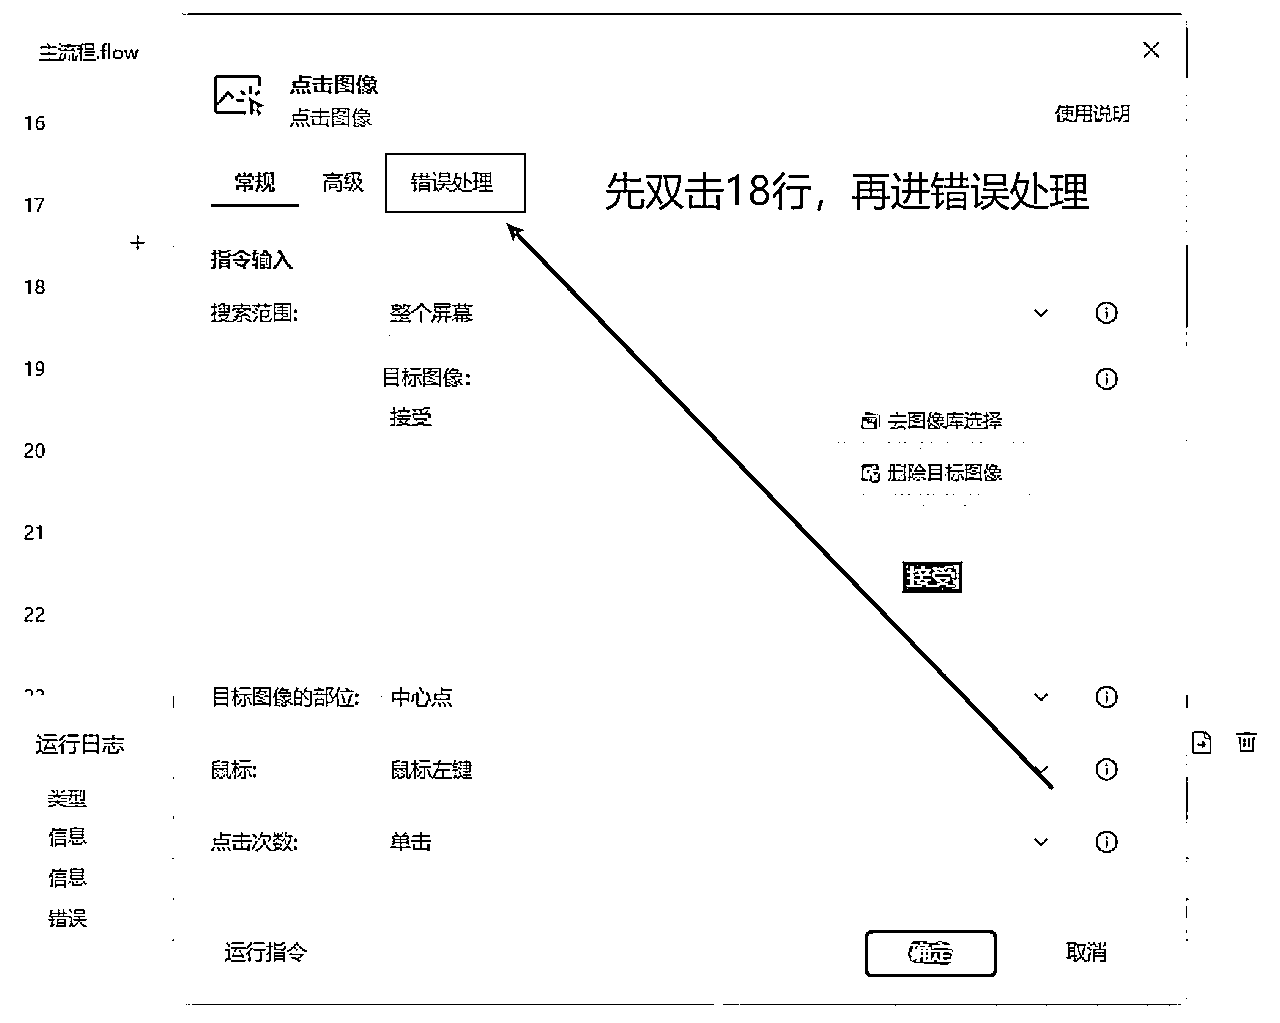 主流程.flow
点击图像
点击图像
使用说明
常规 高级 错误处理
先双击18行，再进错误处理
指令输入
搜索范围: 整个屏幕
目标图像:
接受
去图像库选择
删除目标图像
接受
目标图像的部位: 中心点
鼠标: 鼠标左键
点击次数: 单击
运行指令 确定 取消
16
17
18
19
20
21
22
运行日志
类型
信息
信息
错误